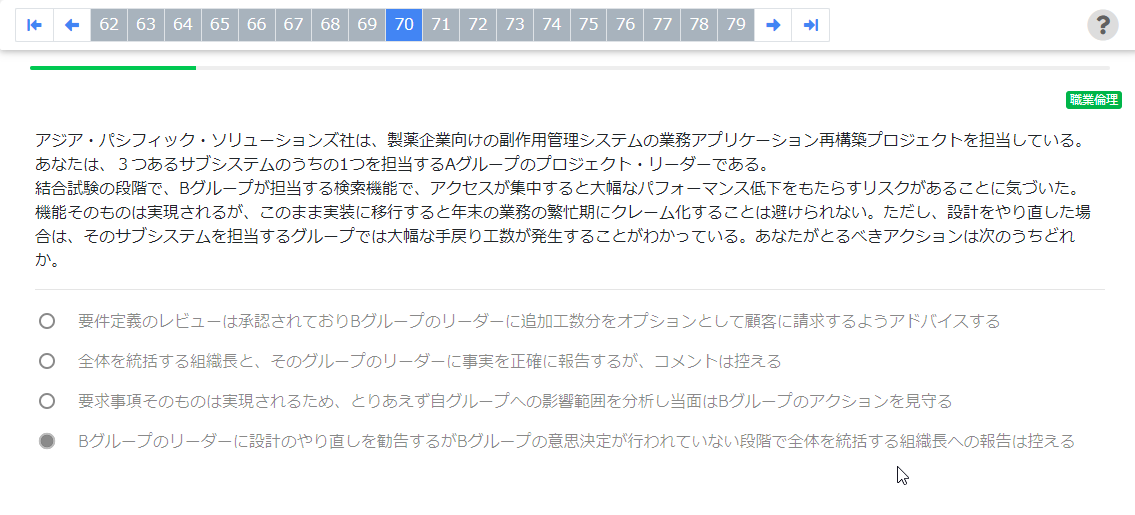 62 63 64 65 66 67 68 69 70 71 72 73 74 75 76 77 78 79 ?
職業倫理
アジア・パシフィック・ソリューションズ社は、製薬企業向けの副作用管理システムの業務アプリケーション再構築プロジェクトを担当している。
あなたは、３つあるサブシステムのうちの1つを担当するAグループのプロジェクト・リーダーである。
結合試験の段階で、Bグループが担当する検索機能で、アクセスが集中すると大幅なパフォーマンス低下をもたらすリスクがあることに気づいた。
機能そのものは実現されるが、このまま実装に移行すると年末の業務の繁忙期にクレーム化することは避けられない。ただし、設計をやり直した場
合は、そのサブシステムを担当するグループでは大幅な手戻り工数が発生することがわかっている。あなたがとるべきアクションは次のうちどれ
か。
要件定義のレビューは承認されておりBグループのリーダーに追加工数分をオプションとして顧客に請求するようアドバイスする
全体を統括する組織長と、そのグループのリーダーに事実を正確に報告するが、コメントは控える
要求事項そのものは実現されるため、とりあえず自グループへの影響範囲を分析し当面はBグループのアクションを見守る
Bグループのリーダーに設計のやり直しを勧告するがBグループの意思決定が行われていない段階で全体を統括する組織長への報告は控える